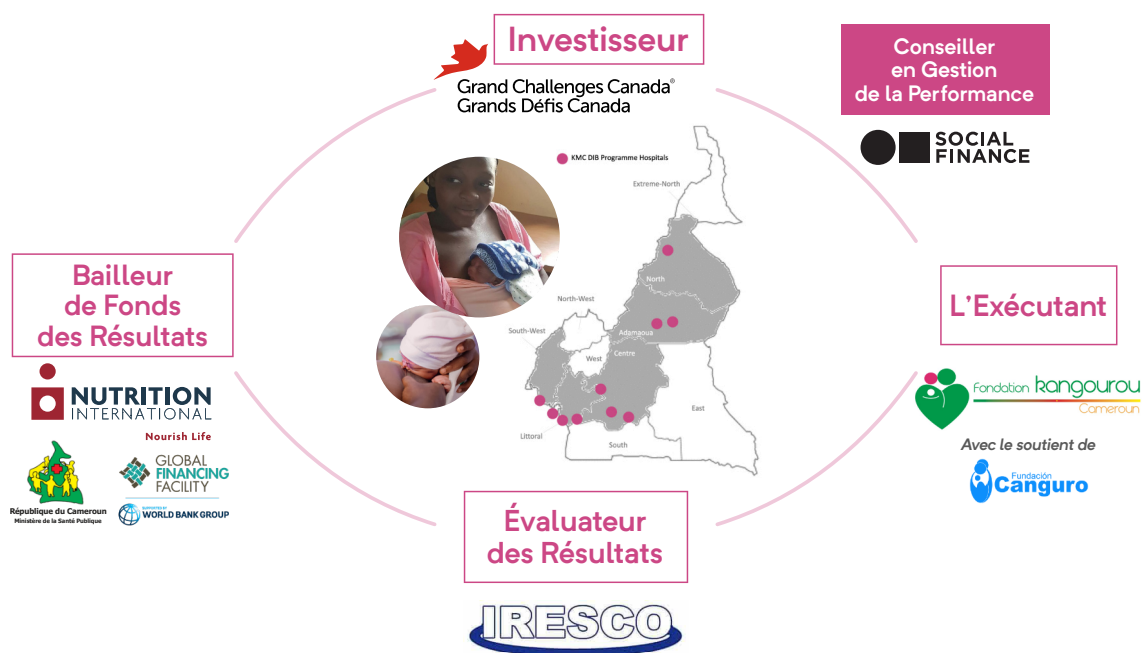 Investisseur
Grand Challenges Canada®
Grands Défis Canada
Conseiller
en Gestion
de la Performance
SOCIAL
FINANCE
KMC DIB Programme Hospitals
Extreme-North
North
North-West
South-West
Adamaoua
West
Centre
East
Littoral
South
Bailleur
de Fonds
des Résultats
NUTRITION
INTERNATIONAL
Nourish Life
République du Cameroun
Ministère de la Santé Publique
GLOBAL
FINANCING
FACILITY
SUPPORTED BY
WORLD BANK GROUP
L'Exécutant
Fondation kangourou
Cameroun
Avec le soutient de
Fundación
Canguro
Évaluateur
des Résultats
IRESCO